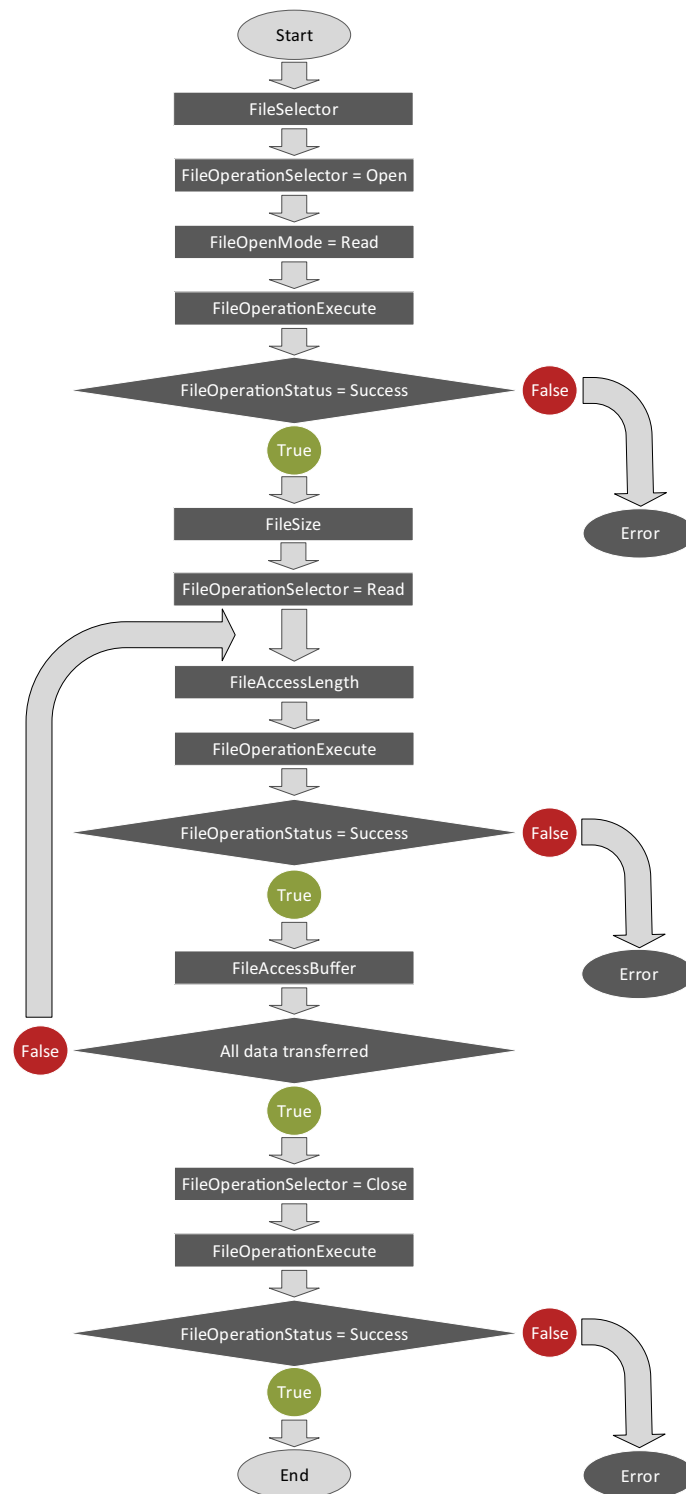 Start
FileSelector
FileOperationSelector = Open
FileOpenMode = Read
FileOperationExecute
FileOperationStatus = Success
False
True
Error
FileSize
FileOperationSelector = Read
FileAccessLength
FileOperationExecute
FileOperationStatus = Success
False
True
Error
FileAccessBuffer
False
All data transferred
True
FileOperationSelector = Close
FileOperationExecute
FileOperationStatus = Success
False
True
End
Error